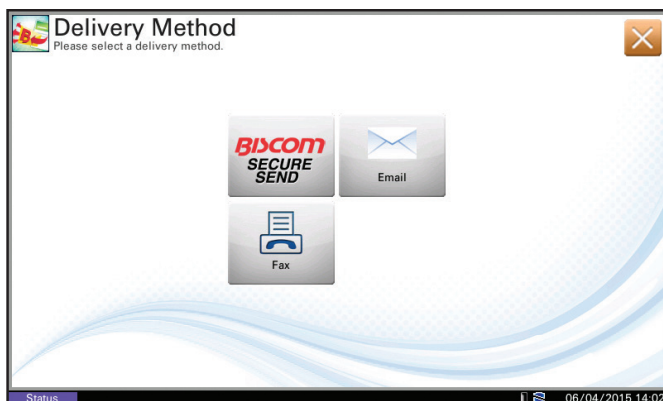 Delivery Method
Please select a delivery method.
BISCOM
SECURE
SEND
Email
Fax
Status
06/04/2015 14:02